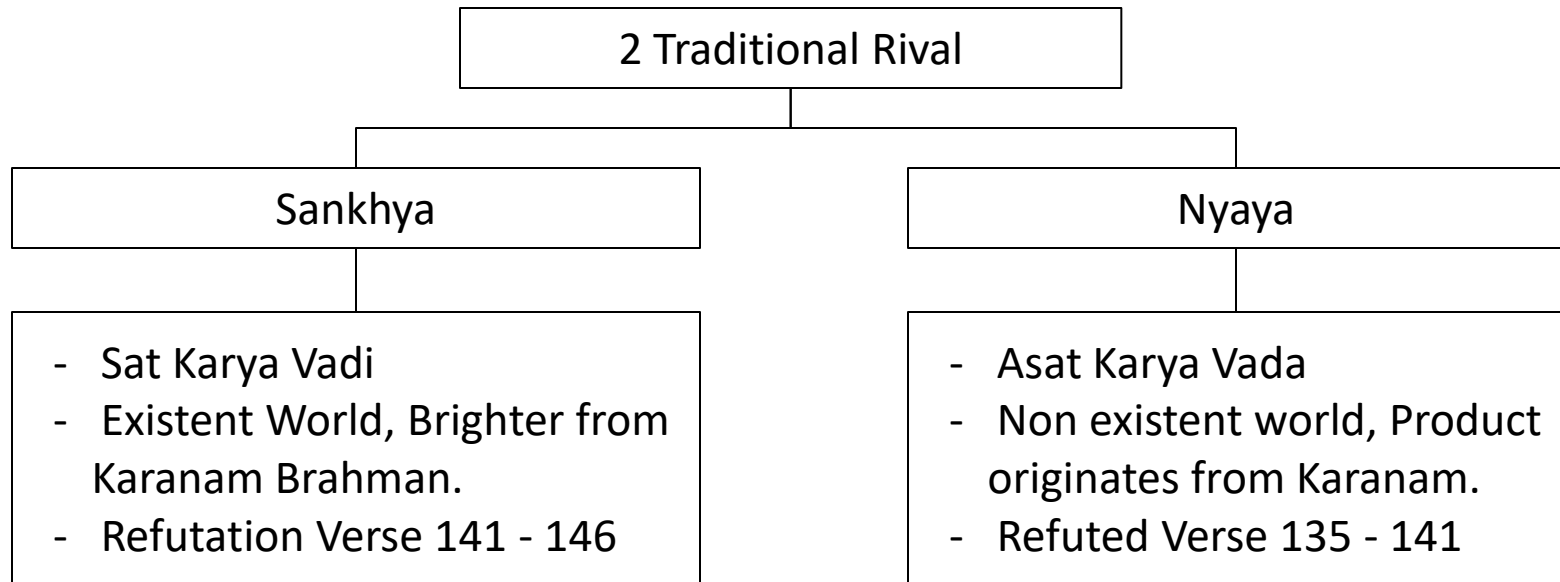 2 Traditional Rival
Sankhya
Nyaya
- Sat Karya Vadi
- Existent World, Brighter from
Karanam Brahman.
- Refutation Verse 141 - 146
- Asat Karya Vada
- Non existent world, Product
originates from Karanam.
- Refuted Verse 135 - 141